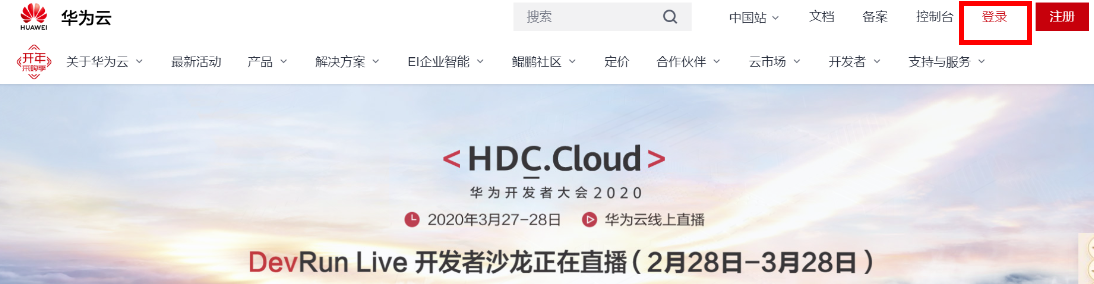 HUAWEI 华为云 搜索 中国站 文档 备案 控制台 登录 注册
开年采购季 关于华为云 最新活动 产品 解决方案 EI企业智能 鲲鹏社区 定价 合作伙伴 云市场 开发者 支持与服务
<HDC.Cloud>
华为开发者大会2020
2020年3月27-28日 华为云线上直播
DevRun Live 开发者沙龙正在直播(2月28日-3月28日)